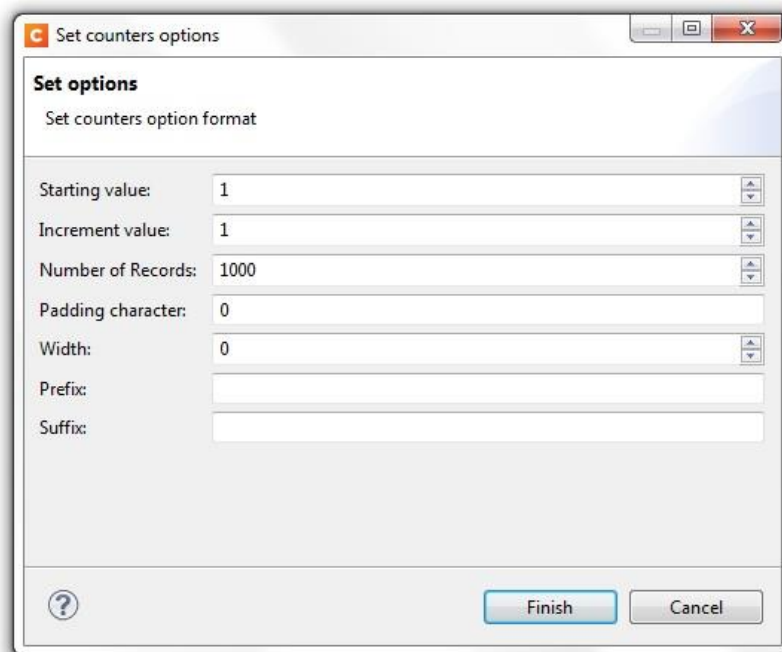 C Set counters options
Set options
Set counters option format
Starting value: 1
Increment value: 1
Number of Records: 1000
Padding character: 0
Width: 0
Prefix:
Suffix:
? Finish Cancel